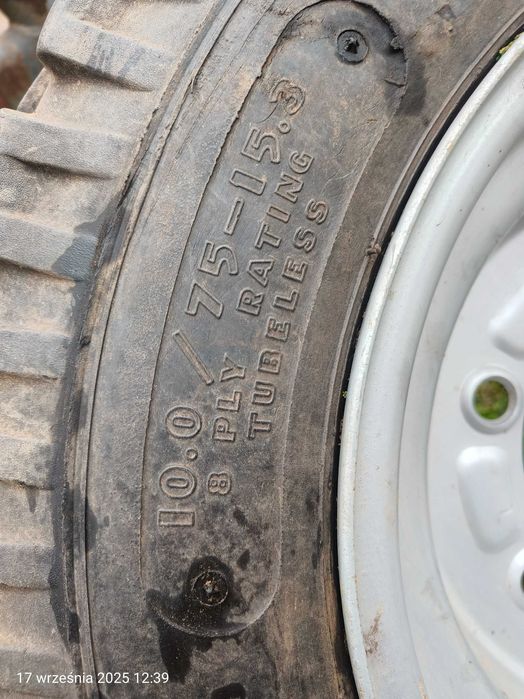 10.0/75-15.3
8 PLY RATING
TUBELESS
17 września 2025 12:39